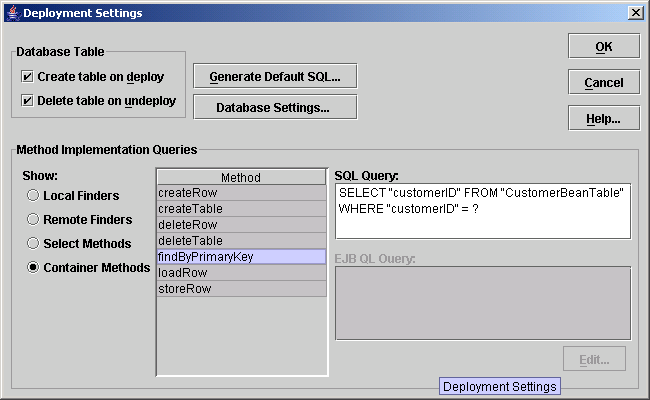 Deployment Settings
Database Table
Create table on deploy
Delete table on undeploy
Generate Default SQL...
Database Settings...
OK
Cancel
Help...
Method Implementation Queries
Show:
Local Finders
Remote Finders
Select Methods
Container Methods
Method
createRow
createTable
deleteRow
deleteTable
findByPrimaryKey
loadRow
storeRow
SQL Query:
SELECT "customerID" FROM "CustomerBeanTable"
WHERE "customerID" = ?
EJB QL Query:
Edit...
Deployment Settings